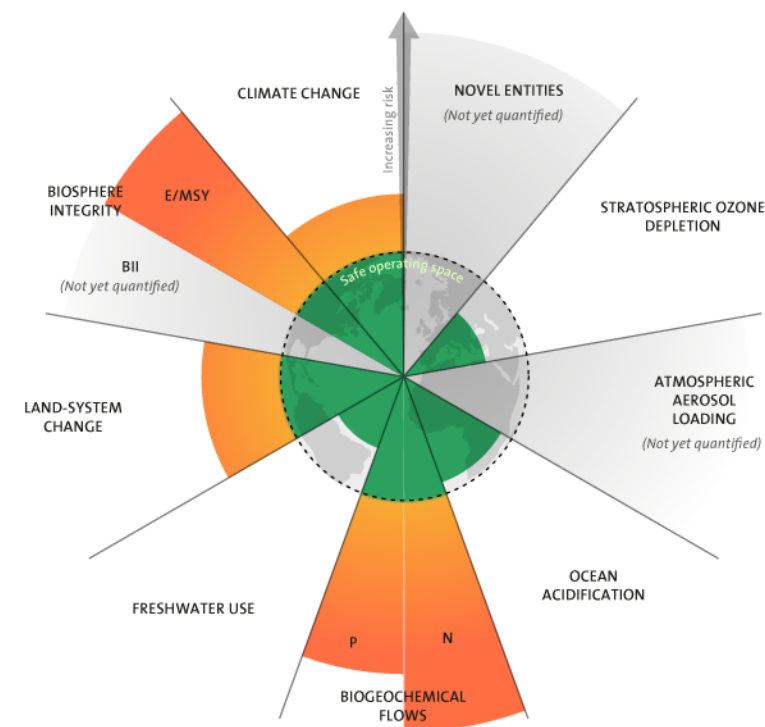 CLIMATE CHANGE
Increasing risk
NOVEL ENTITIES
(Not yet quantified)
STRATOSPHERIC OZONE
DEPLETION
ATMOSPHERIC
AEROSOL
LOADING
(Not yet quantified)
OCEAN
ACIDIFICATION
N
P
BIOGEOCHEMICAL
FLOWS
FRESHWATER USE
LAND-SYSTEM
CHANGE
BII
(Not yet quantified)
BIOSPHERE
INTEGRITY
E/MSY
Safe operating space